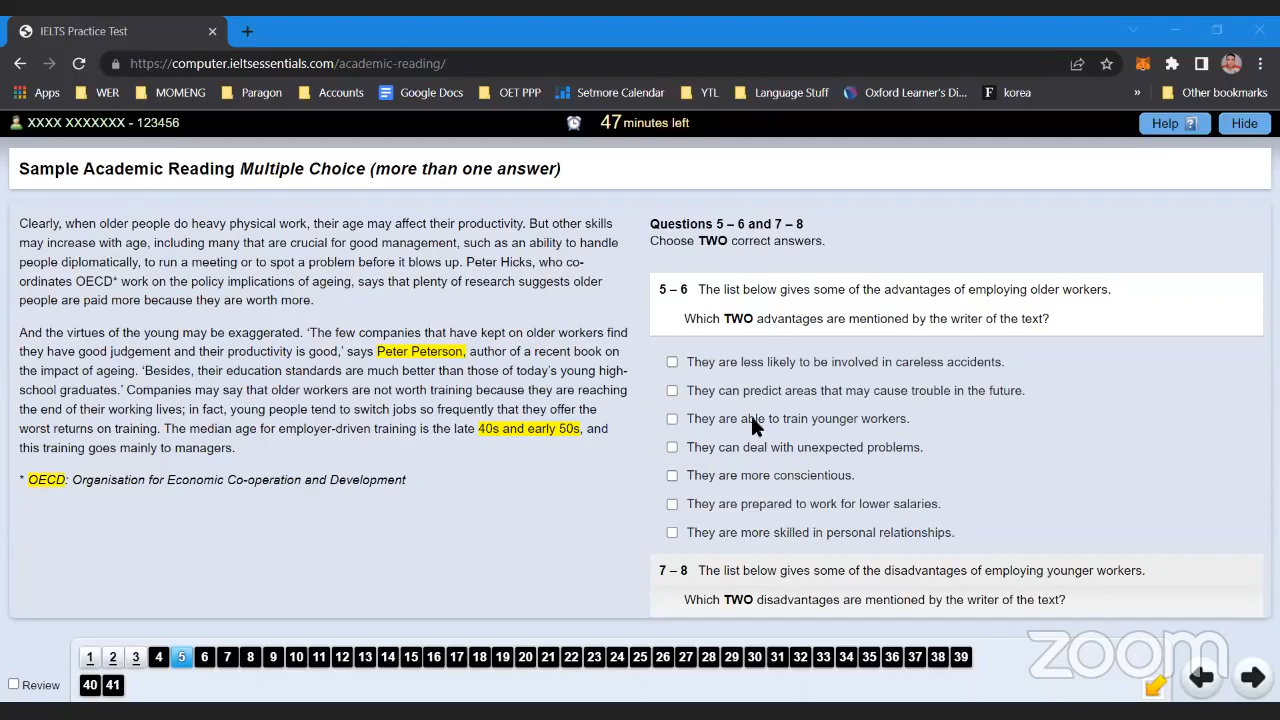 IELTS Practice Test
https://computer.ieltsessentials.com/academic-reading/
Apps WER MOMENG Paragon Accounts Google Docs OET PPP Setmore Calendar YTL Language Stuff Oxford Learner's Di... korea » Other bookmarks
XXXX XXXXXXX - 123456
47 minutes left
Help ?
Hide
Sample Academic Reading Multiple Choice (more than one answer)
Clearly, when older people do heavy physical work, their age may affect their productivity. But other skills
may increase with age, including many that are crucial for good management, such as an ability to handle
people diplomatically, to run a meeting or to spot a problem before it blows up. Peter Hicks, who co-
ordinates OECD* work on the policy implications of ageing, says that plenty of research suggests older
people are paid more because they are worth more.
And the virtues of the young may be exaggerated. ‘The few companies that have kept on older workers find
they have good judgement and their productivity is good,’ says Peter Peterson, author of a recent book on
the impact of ageing. ‘Besides, their education standards are much better than those of today’s young high-
school graduates.’ Companies may say that older workers are not worth training because they are reaching
the end of their working lives; in fact, young people tend to switch jobs so frequently that they offer the
worst returns on training. The median age for employer-driven training is the late 40s and early 50s, and
this training goes mainly to managers.
* OECD: Organisation for Economic Co-operation and Development
Questions 5 – 6 and 7 – 8
Choose TWO correct answers.
5 – 6 The list below gives some of the advantages of employing older workers.
Which TWO advantages are mentioned by the writer of the text?
They are less likely to be involved in careless accidents.
They can predict areas that may cause trouble in the future.
They are able to train younger workers.
They can deal with unexpected problems.
They are more conscientious.
They are prepared to work for lower salaries.
They are more skilled in personal relationships.
7 – 8 The list below gives some of the disadvantages of employing younger workers.
Which TWO disadvantages are mentioned by the writer of the text?
1 2 3 4 5 6 7 8 9 10 11 12 13 14 15 16 17 18 19 20 21 22 23 24 25 26 27 28 29 30 31 32 33 34 35 36 37 38 39
Review 40 41
zoom